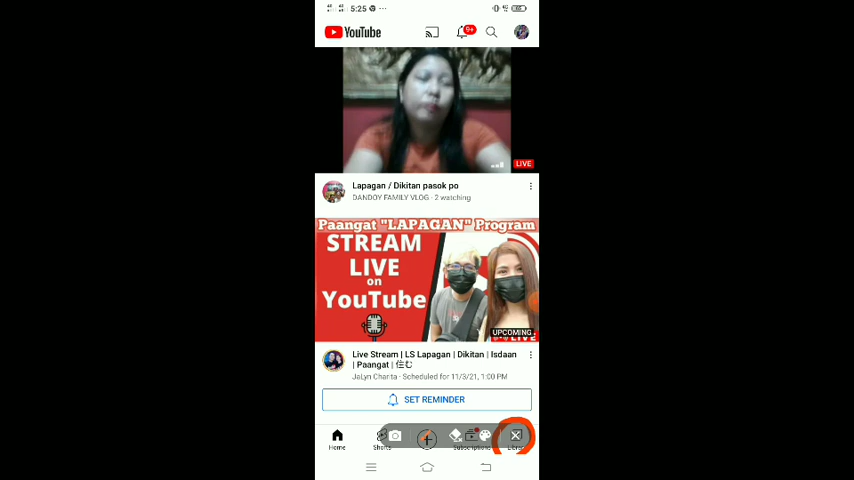 5:25
YouTube
9+
LIVE
Lapagan / Dikitan pasok po
DANDOY FAMILY VLOG · 2 watching
Paangat "LAPAGAN" Program
STREAM
LIVE
on
YouTube
UPCOMING
LIVE
Live Stream | LS Lapagan | Dikitan | Isdaan
| Paangat | 住む
JaLyn Charita · Scheduled for 11/3/21, 1:00 PM
SET REMINDER
Home
Shorts
Subscriptions